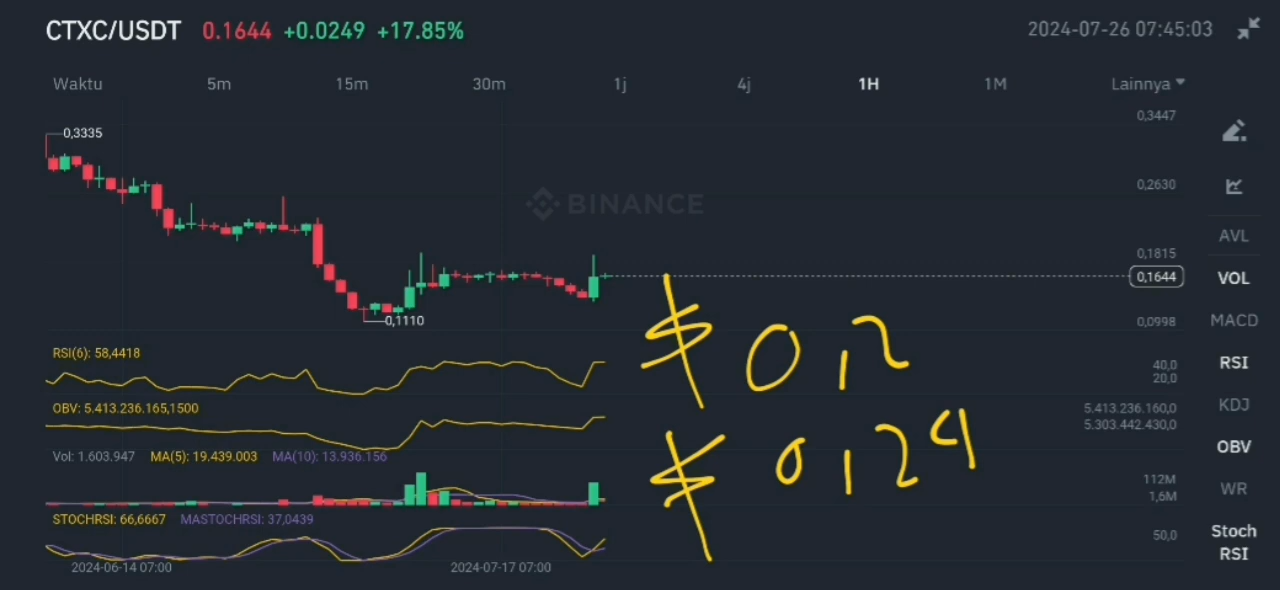 CTXC/USDT 0.1644 +0.0249 +17.85% 2024-07-26 07:45:03
Waktu 5m 15m 30m 1j 4j 1H 1M Lainnya
0,3447
0,3335
0,2630
BINANCE
AVL
0,1815
0,1644
VOL
0,1110
0,0998
MACD
$ 0,2
RSI(6): 58,4418
40,0
20,0
RSI
OBV: 5.413.236.165,1500
5.413.236.160,0
5.303.442.430,0
KDJ
$ 0,29
OBV
Vol: 1.603.947 MA(5): 19.439.003 MA(10): 13.936.156
112M
1,6M
WR
STOCHRSI: 66,6667 MASTOCHRSI: 37,0439
50,0
Stoch
RSI
2024-06-14 07:00 2024-07-17 07:00